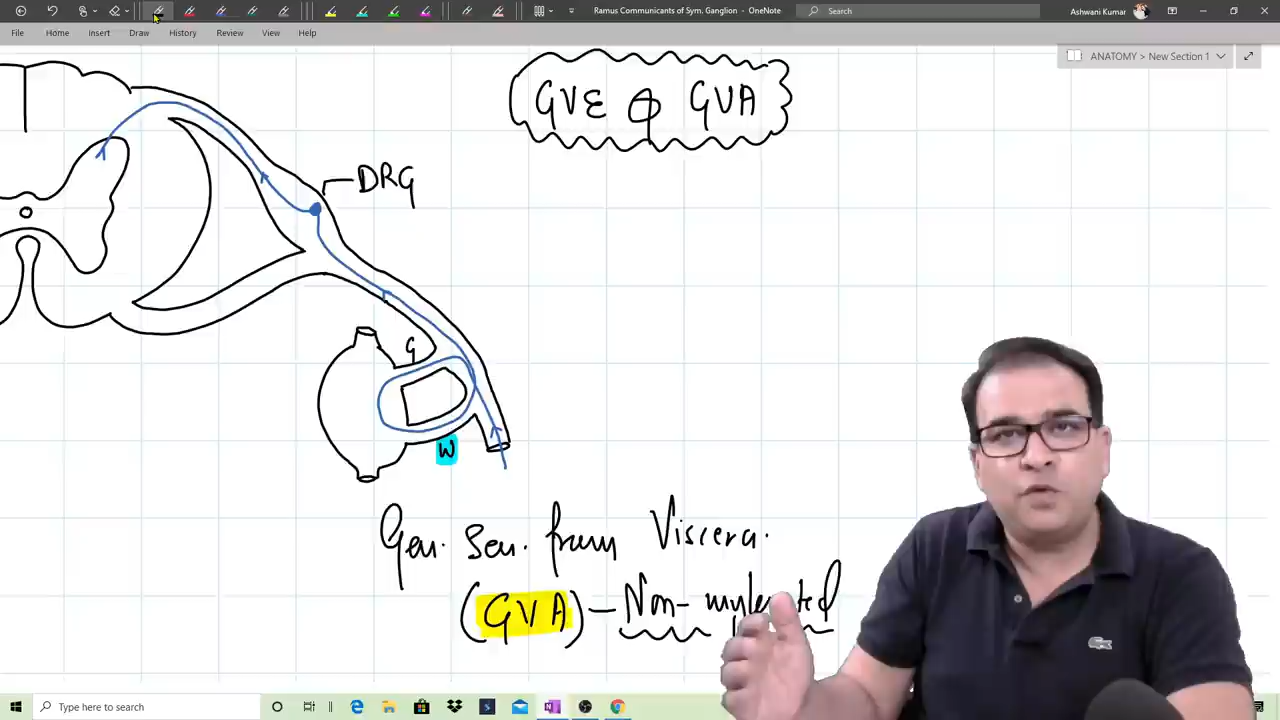 Ramus Communicants of Sym. Ganglion - OneNote
Search
Ashwani Kumar
File Home Insert Draw History Review View Help
ANATOMY > New Section 1
GVE & GVA
DRG
G
W
Gen. Sen. from Viscera.
(GVA) - Non-mylenated
Type here to search